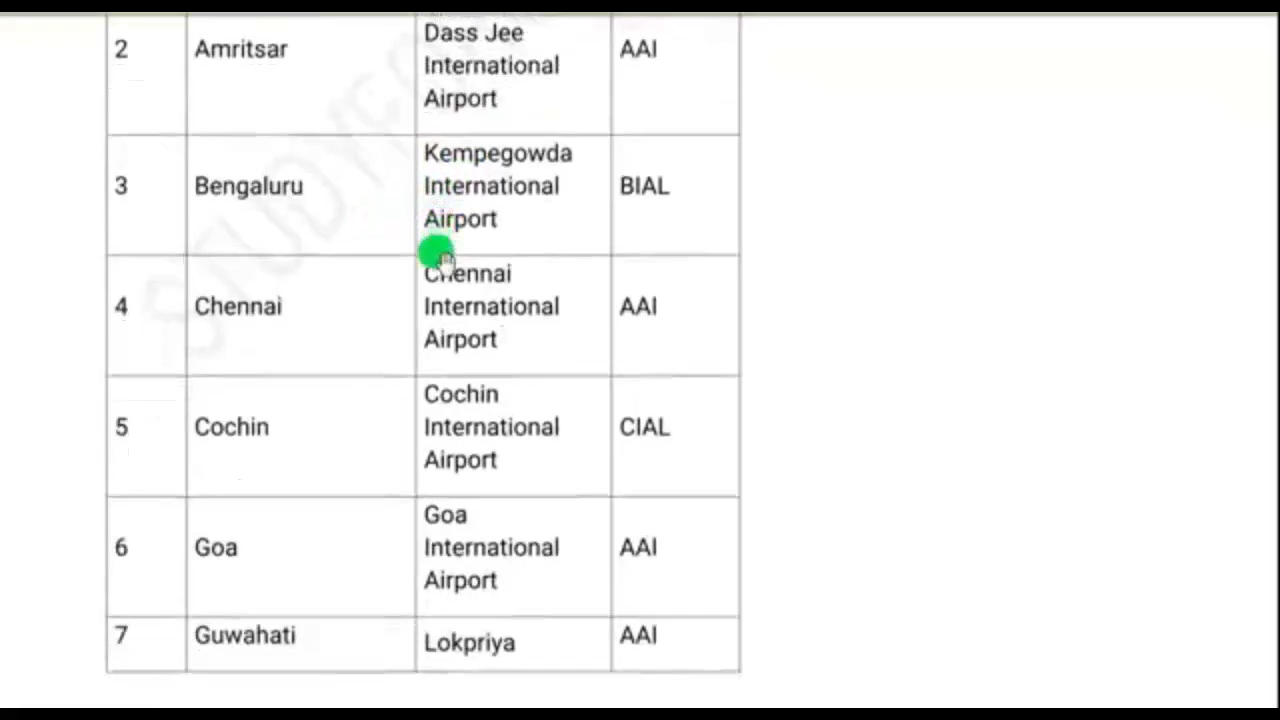 2 Amritsar Dass Jee International Airport AAI
3 Bengaluru Kempegowda International Airport BIAL
4 Chennai Chennai International Airport AAI
5 Cochin Cochin International Airport CIAL
6 Goa Goa International Airport AAI
7 Guwahati Lokpriya AAI